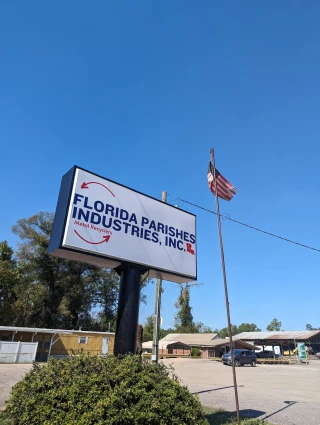 FLORIDA PARISHES
INDUSTRIES, INC.
Metal Recyclers